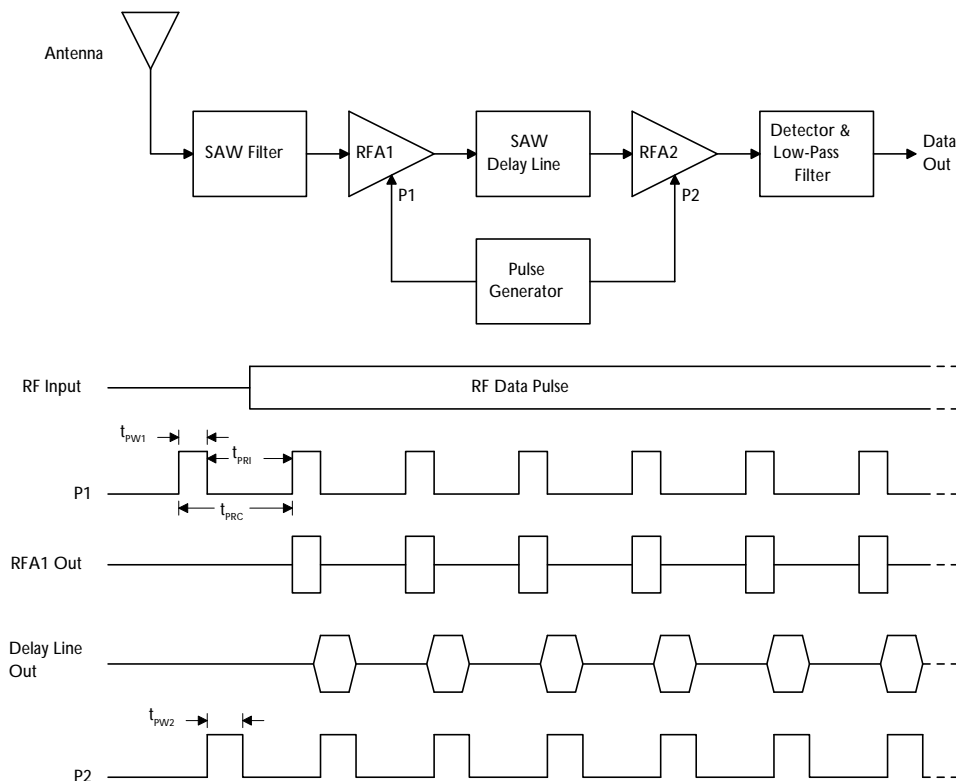 Antenna
SAW Filter
RFA1
SAW
Delay Line
RFA2
Detector &
Low-Pass
Filter
Data
Out
P1
P2
Pulse
Generator
RF Input
RF Data Pulse
tPW1
tPRI
P1
tPRC
RFA1 Out
Delay Line
Out
tPW2
P2